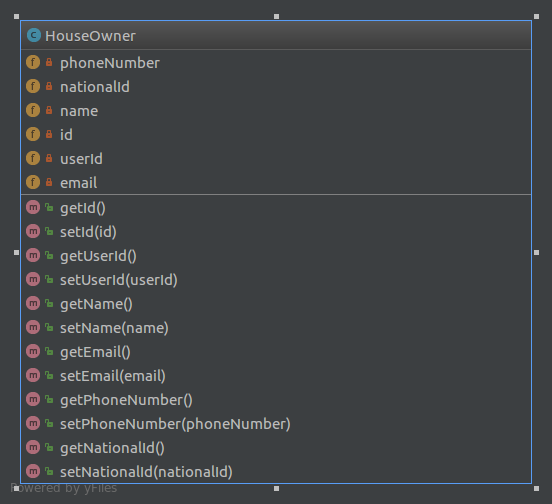 HouseOwner
phoneNumber
nationalId
name
id
userId
email
getId()
setId(id)
getUserId()
setUserId(userId)
getName()
setName(name)
getEmail()
setEmail(email)
getPhoneNumber()
setPhoneNumber(phoneNumber)
getNationalId()
setNationalId(nationalId)
Powered by yFiles